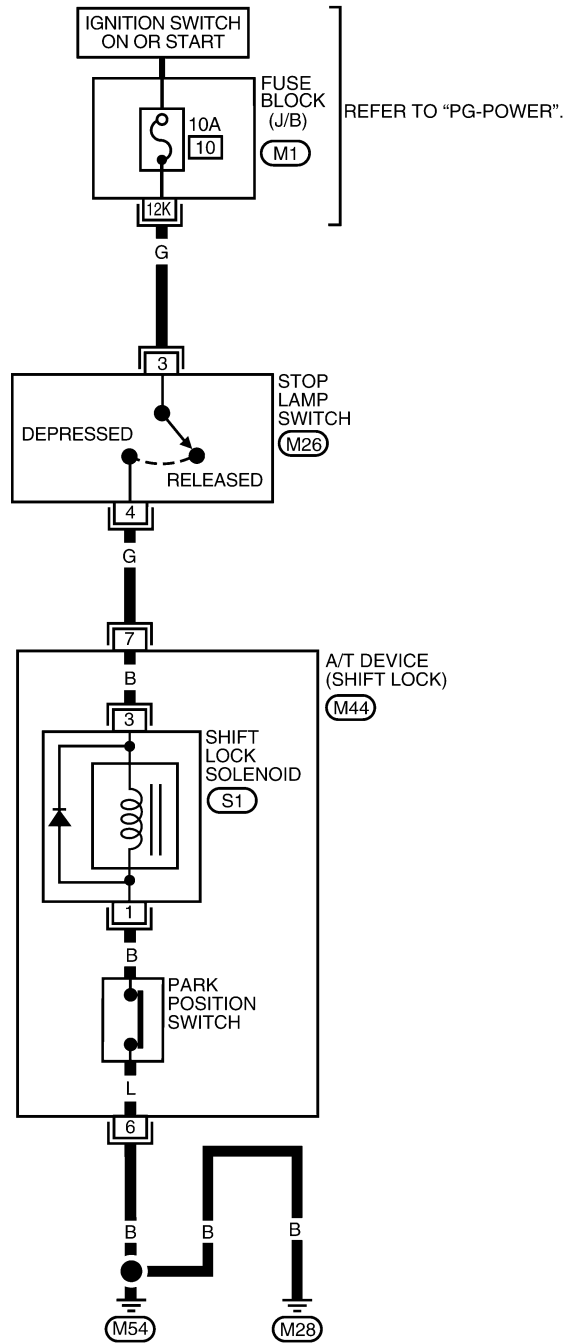 IGNITION SWITCH
ON OR START
FUSE
BLOCK
(J/B)
REFER TO “PG-POWER”.
10A
10
M1
12K
G
3
STOP
LAMP
SWITCH
M26
DEPRESSED
RELEASED
4
G
7
A/T DEVICE
(SHIFT LOCK)
M44
B
3
SHIFT
LOCK
SOLENOID
S1
1
B
PARK
POSITION
SWITCH
L
6
B B B
M54 M28